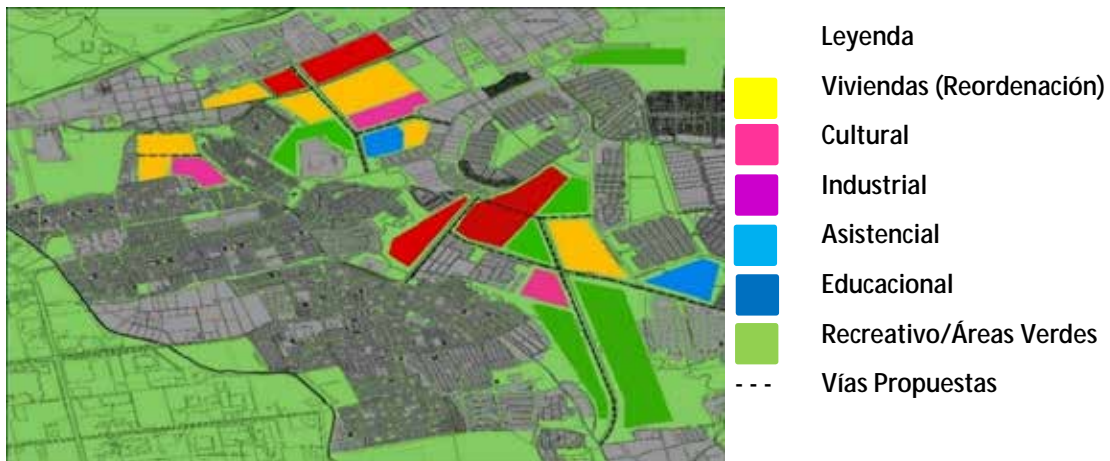 Leyenda
Viviendas (Reordenación)
Cultural
Industrial
Asistencial
Educacional
Recreativo/Áreas Verdes
Vías Propuestas